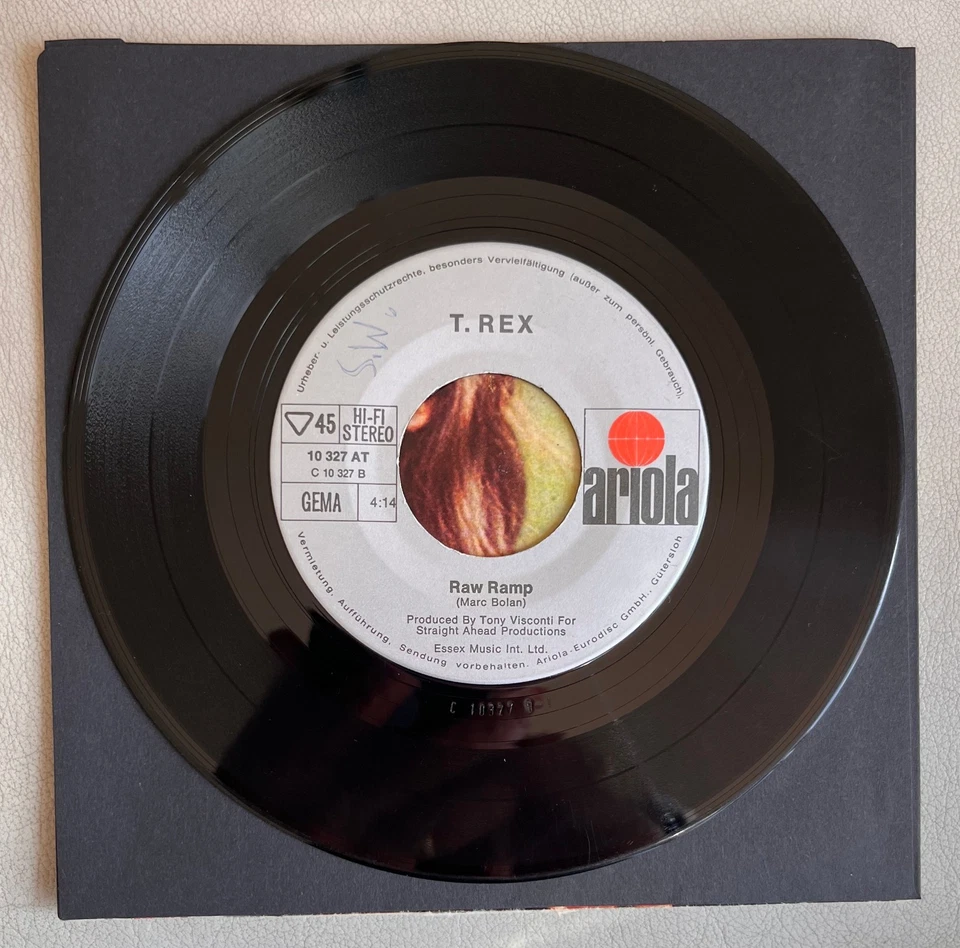 Urheber- u. Leistungsschutzrechte, besonders Vervielfältigung (außer zum persönl. Gebrauch),
S.W.
T. REX
45
HI-FI
STEREO
10 327 AT
C 10 327 B
GEMA
4:14
ariola
Raw Ramp
(Marc Bolan)
Produced By Tony Visconti For
Straight Ahead Productions
Essex Music Int. Ltd.
Vermietung, Aufführung, Sendung vorbehalten. Ariola-Eurodisc GmbH., Gütersloh
C 10327 B